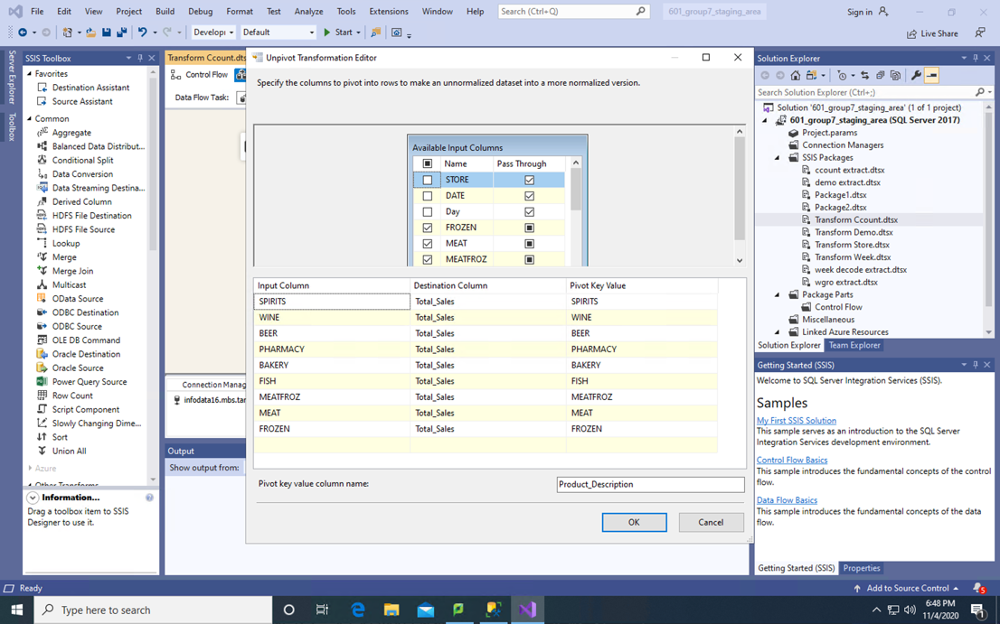 File Edit View Project Build Debug Format Test Analyze Tools Extensions Window Help Search (Ctrl+Q) 601_group7_staging_area Sign in
Developi Default Start Live Share
Server Explorer
Toolbox
SSIS Toolbox
Favorites
Destination Assistant
Source Assistant
Common
Aggregate
Balanced Data Distribut...
Conditional Split
Data Conversion
Data Streaming Destina...
Derived Column
HDFS File Destination
HDFS File Source
Lookup
Merge
Merge Join
Multicast
OData Source
ODBC Destination
ODBC Source
OLE DB Command
Oracle Destination
Oracle Source
Power Query Source
Row Count
Script Component
Slowly Changing Dime...
Sort
Union All
Azure
Other Transforms
Information...
Drag a toolbox item to SSIS
Designer to use it.
Transform Ccount.dts
Control Flow
Data Flow Task:
Connection Manag
infodata16.mbs.tar
Output
Show output from:
Unpivot Transformation Editor
Specify the columns to pivot into rows to make an unnormalized dataset into a more normalized version.
Available Input Columns
Name Pass Through
STORE
DATE
Day
FROZEN
MEAT
MEATFROZ
Input Column Destination Column Pivot Key Value
SPIRITS Total_Sales SPIRITS
WINE Total_Sales WINE
BEER Total_Sales BEER
PHARMACY Total_Sales PHARMACY
BAKERY Total_Sales BAKERY
FISH Total_Sales FISH
MEATFROZ Total_Sales MEATFROZ
MEAT Total_Sales MEAT
FROZEN Total_Sales FROZEN
Pivot key value column name: Product_Description
OK Cancel
Solution Explorer
Search Solution Explorer (Ctrl+;)
Solution '601_group7_staging_area' (1 of 1 project)
601_group7_staging_area (SQL Server 2017)
Project.params
Connection Managers
SSIS Packages
ccount extract.dtsx
demo extract.dtsx
Package1.dtsx
Package2.dtsx
Transform Ccount.dtsx
Transform Demo.dtsx
Transform Store.dtsx
Transform Week.dtsx
week decode extract.dtsx
wgro extract.dtsx
Package Parts
Control Flow
Miscellaneous
Linked Azure Resources
Solution Explorer Team Explorer
Getting Started (SSIS)
Welcome to SQL Server Integration Services (SSIS).
Samples
My First SSIS Solution
This sample serves as an introduction to the SQL Server
Integration Services development environment.
Control Flow Basics
This sample introduces the fundamental concepts of the control
flow.
Data Flow Basics
This sample introduces the fundamental concepts of the data
flow.
Getting Started (SSIS) Properties
Ready Add to Source Control 5
Type here to search
6:48 PM
11/4/2020
1